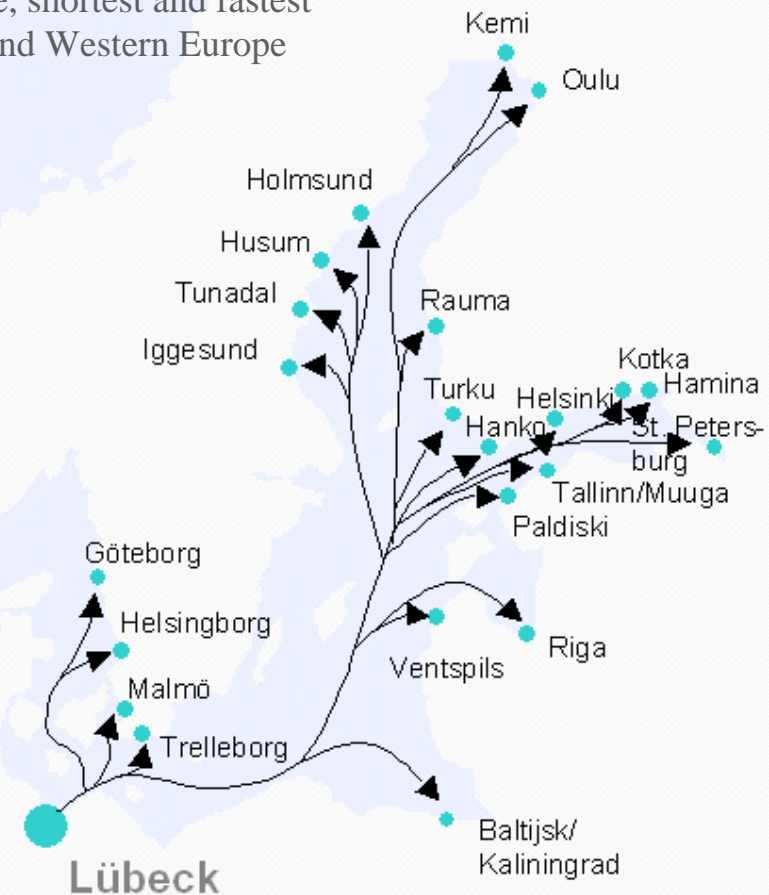 , shortest and fastest
nd Western Europe
Kemi
Oulu
Holmsund
Husum
Tunadal
Rauma
Iggesund
Kotka
Hamina
Turku
Helsinki
Hanko
St Peters-
burg
Tallinn/Muuga
Paldiski
Göteborg
Helsingborg
Riga
Ventspils
Malmö
Trelleborg
Baltijsk/
Kaliningrad
Lübeck